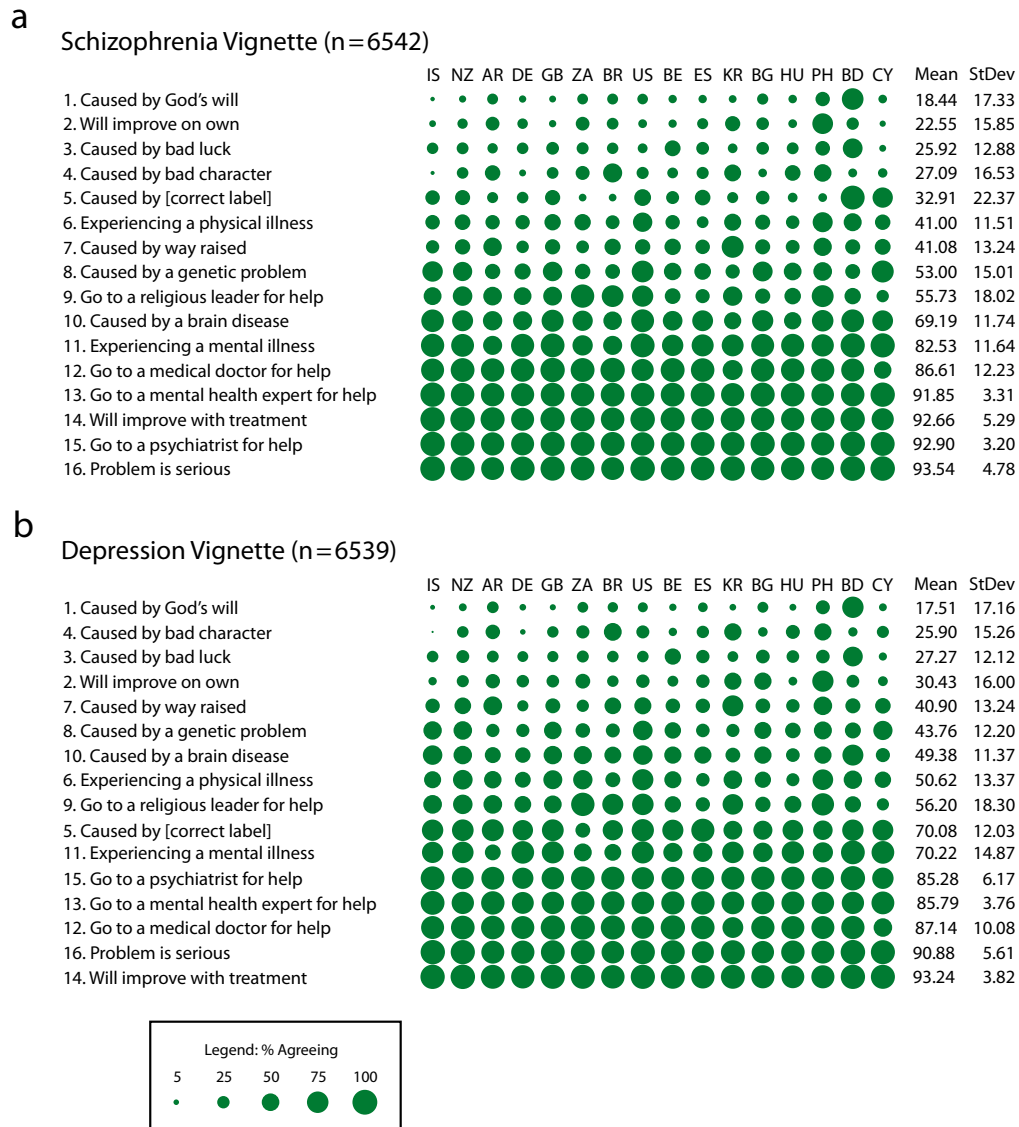 a
Schizophrenia Vignette (n=6542)
IS NZ AR DE GB ZA BR US BE ES KR BG HU PH BD CY Mean StDev
1. Caused by God's will 18.44 17.33
2. Will improve on own 22.55 15.85
3. Caused by bad luck 25.92 12.88
4. Caused by bad character 27.09 16.53
5. Caused by [correct label] 32.91 22.37
6. Experiencing a physical illness 41.00 11.51
7. Caused by way raised 41.08 13.24
8. Caused by a genetic problem 53.00 15.01
9. Go to a religious leader for help 55.73 18.02
10. Caused by a brain disease 69.19 11.74
11. Experiencing a mental illness 82.53 11.64
12. Go to a medical doctor for help 86.61 12.23
13. Go to a mental health expert for help 91.85 3.31
14. Will improve with treatment 92.66 5.29
15. Go to a psychiatrist for help 92.90 3.20
16. Problem is serious 93.54 4.78
b
Depression Vignette (n=6539)
IS NZ AR DE GB ZA BR US BE ES KR BG HU PH BD CY Mean StDev
1. Caused by God's will 17.51 17.16
4. Caused by bad character 25.90 15.26
3. Caused by bad luck 27.27 12.12
2. Will improve on own 30.43 16.00
7. Caused by way raised 40.90 13.24
8. Caused by a genetic problem 43.76 12.20
10. Caused by a brain disease 49.38 11.37
6. Experiencing a physical illness 50.62 13.37
9. Go to a religious leader for help 56.20 18.30
5. Caused by [correct label] 70.08 12.03
11. Experiencing a mental illness 70.22 14.87
15. Go to a psychiatrist for help 85.28 6.17
13. Go to a mental health expert for help 85.79 3.76
12. Go to a medical doctor for help 87.14 10.08
16. Problem is serious 90.88 5.61
14. Will improve with treatment 93.24 3.82
Legend: % Agreeing
5 25 50 75 100